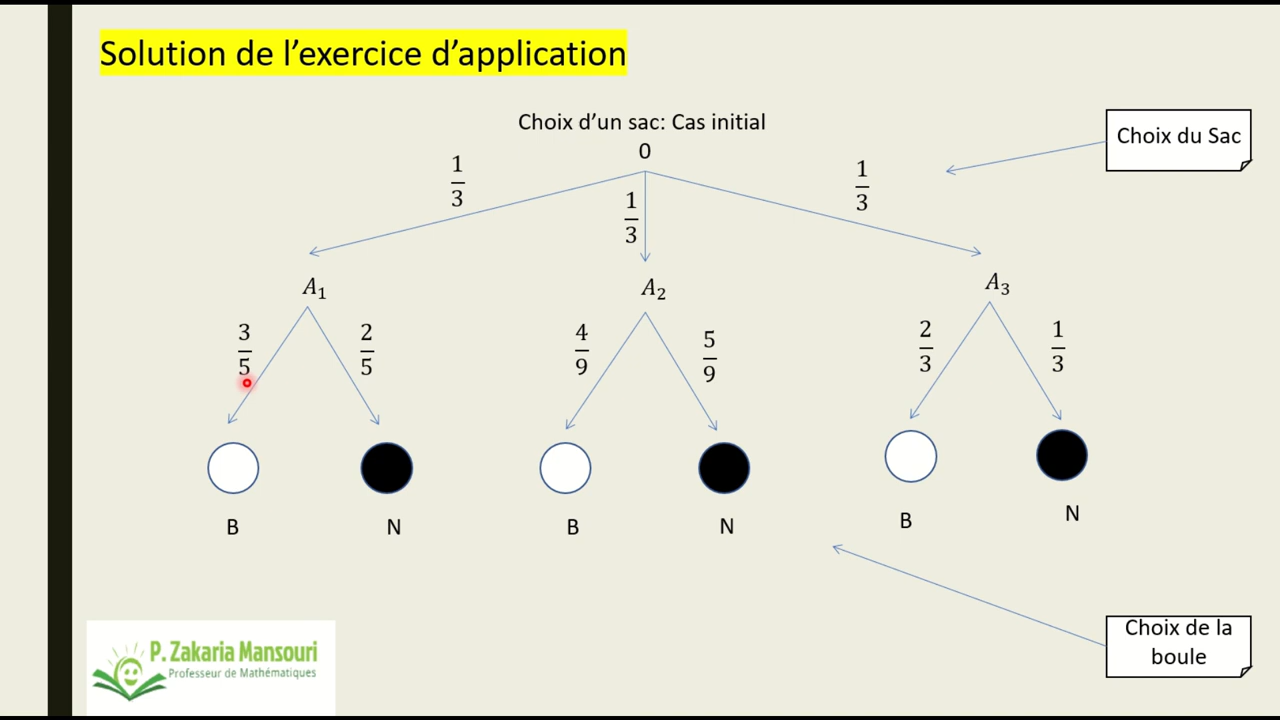 Solution de l’exercice d’application
Choix d’un sac: Cas initial
0
Choix du Sac
1/3
1/3
1/3
A₁
A₂
A₃
3/5
2/5
4/9
5/9
2/3
1/3
B
N
B
N
B
N
Choix de la
boule
P. Zakaria Mansouri
Professeur de Mathématiques